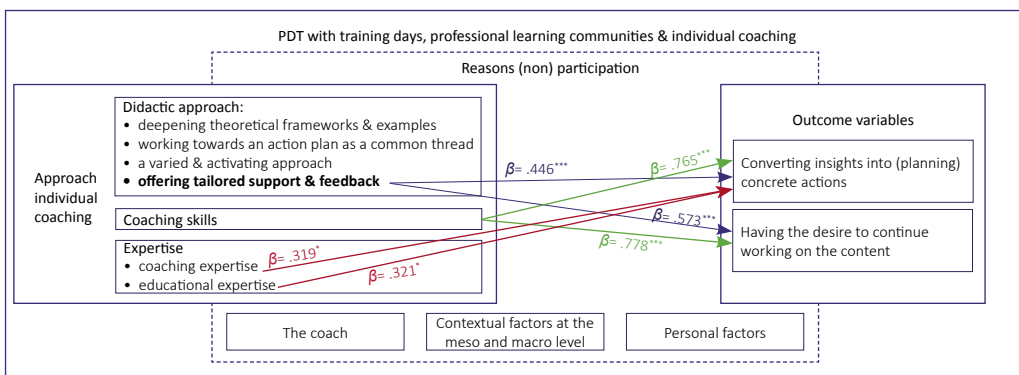 PDT with training days, professional learning communities & individual coaching
Reasons (non) participation
Approach
individual
coaching
Didactic approach:
• deepening theoretical frameworks & examples
• working towards an action plan as a common thread
• a varied & activating approach
• offering tailored support & feedback
Coaching skills
Expertise
• coaching expertise
• educational expertise
β= .446***
β= .765***
β= .573***
β= .778***
β= .319*
β= .321*
Outcome variables
Converting insights into (planning)
concrete actions
Having the desire to continue
working on the content
The coach
Contextual factors at the
meso and macro level
Personal factors